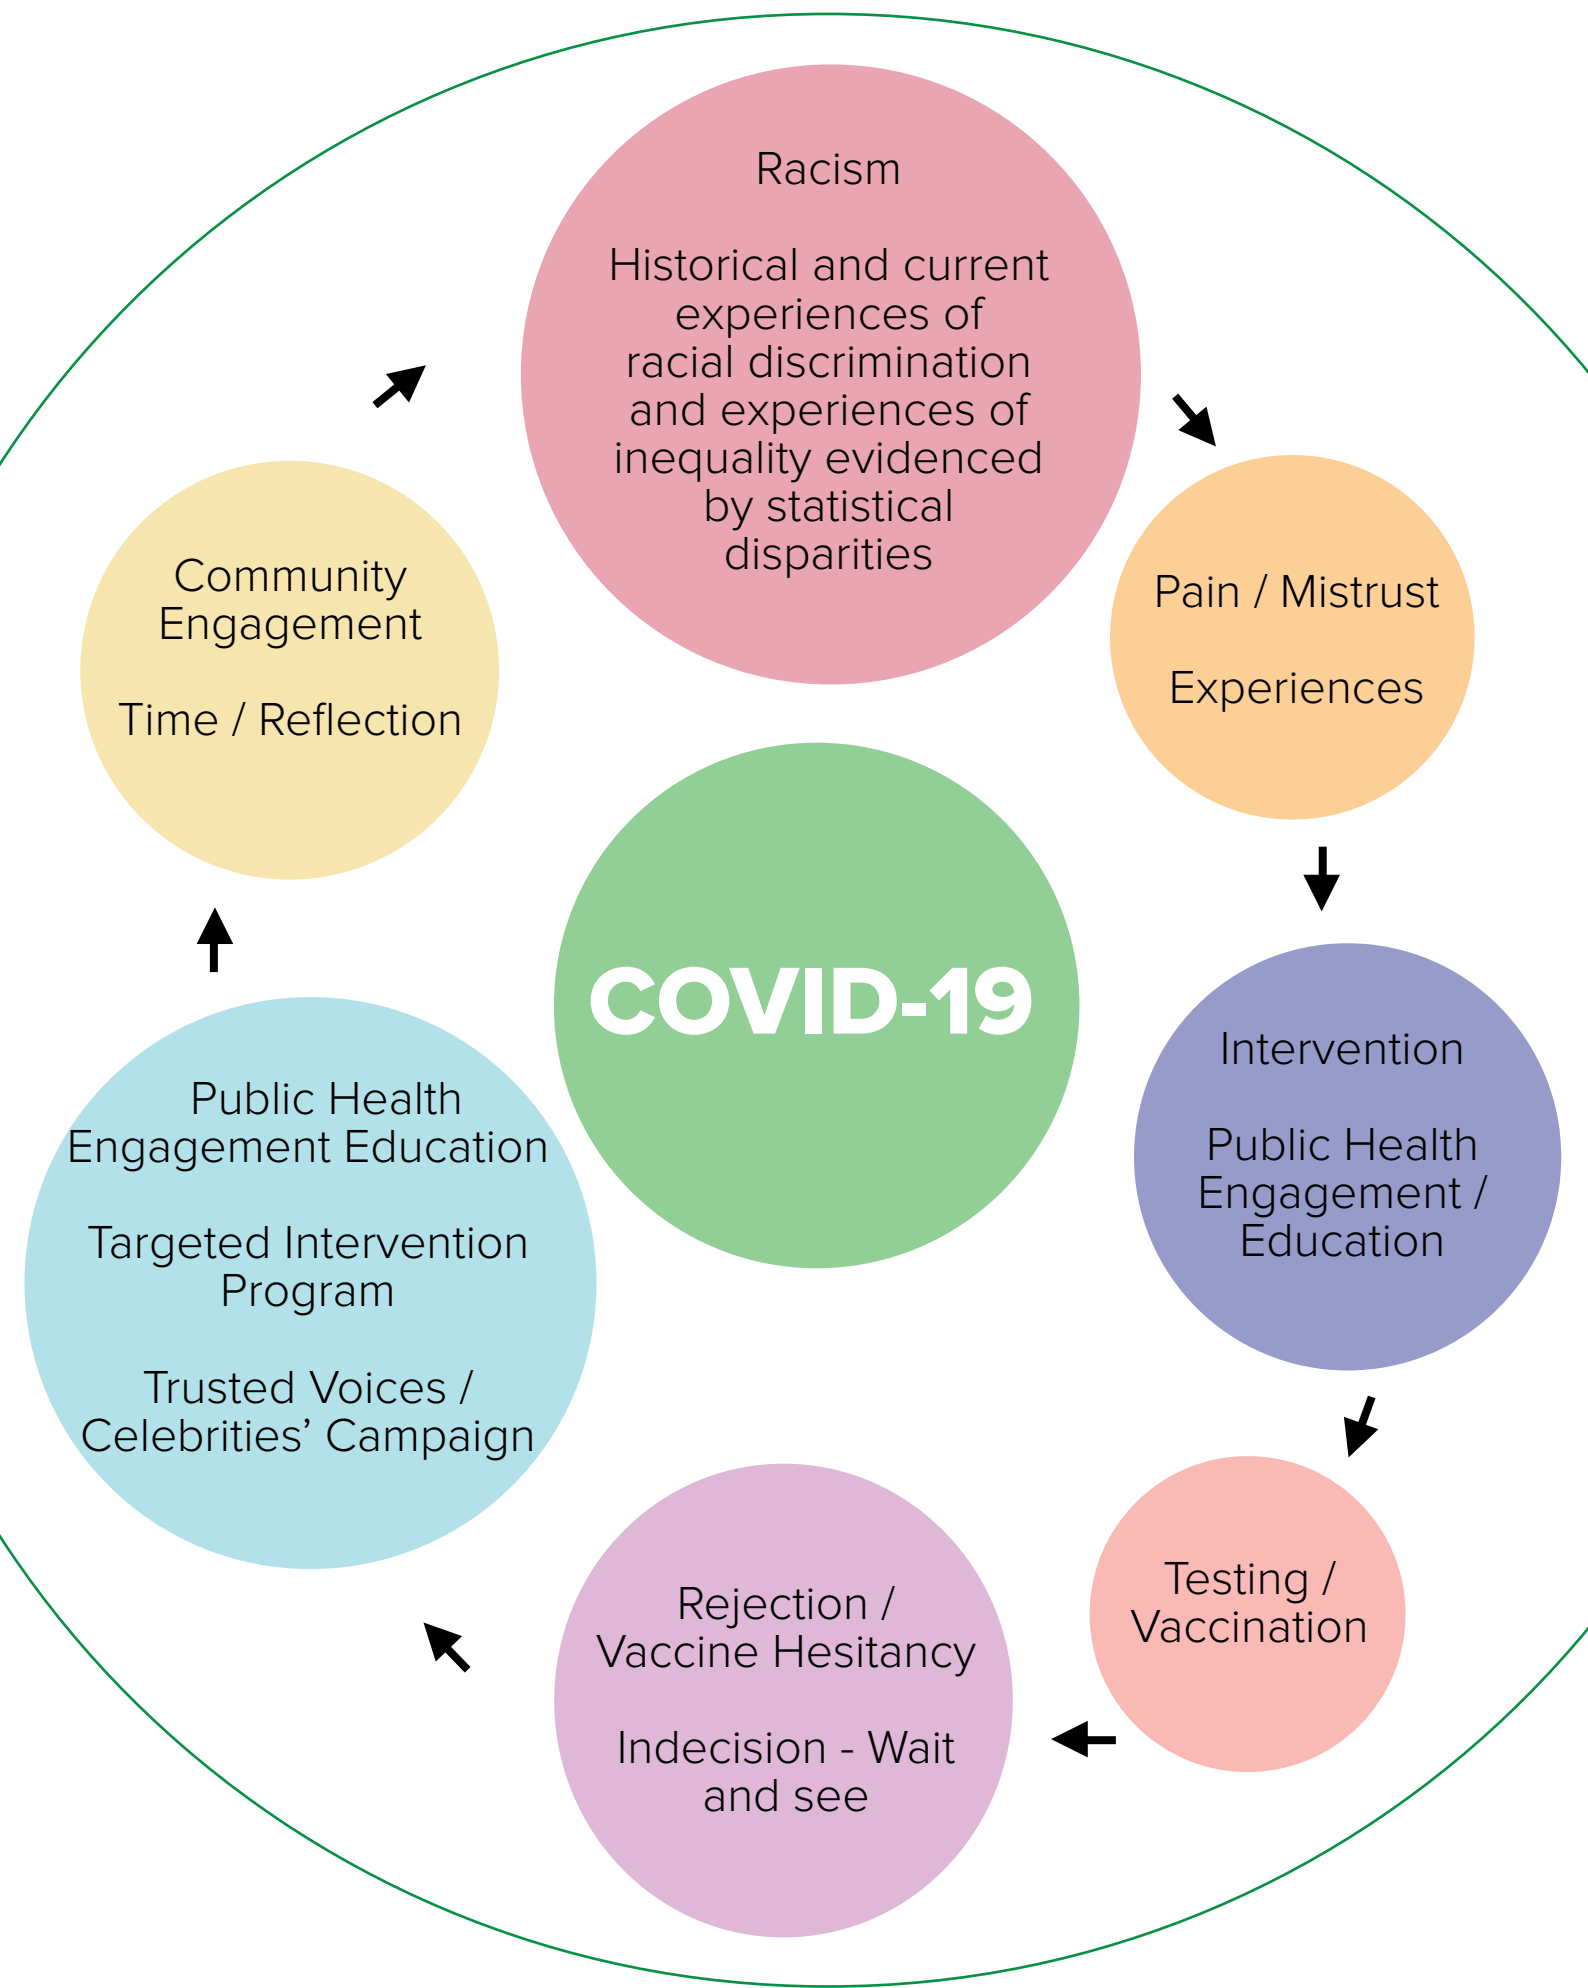 Racism
Historical and current
experiences of
racial discrimination
and experiences of
inequality evidenced
by statistical
disparities
Pain / Mistrust
Experiences
Intervention
Public Health
Engagement /
Education
Testing /
Vaccination
Rejection /
Vaccine Hesitancy
Indecision - Wait
and see
Public Health
Engagement Education
Targeted Intervention
Program
Trusted Voices /
Celebrities’ Campaign
Community
Engagement
Time / Reflection
COVID-19